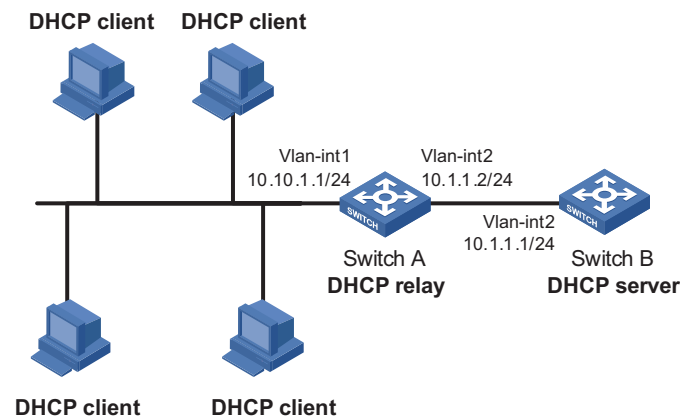 DHCP client
DHCP client
Vlan-int1
10.10.1.1/24
Vlan-int2
10.1.1.2/24
SWITCH
SWITCH
Vlan-int2
10.1.1.1/24
Switch A
DHCP relay
Switch B
DHCP server
DHCP client
DHCP client